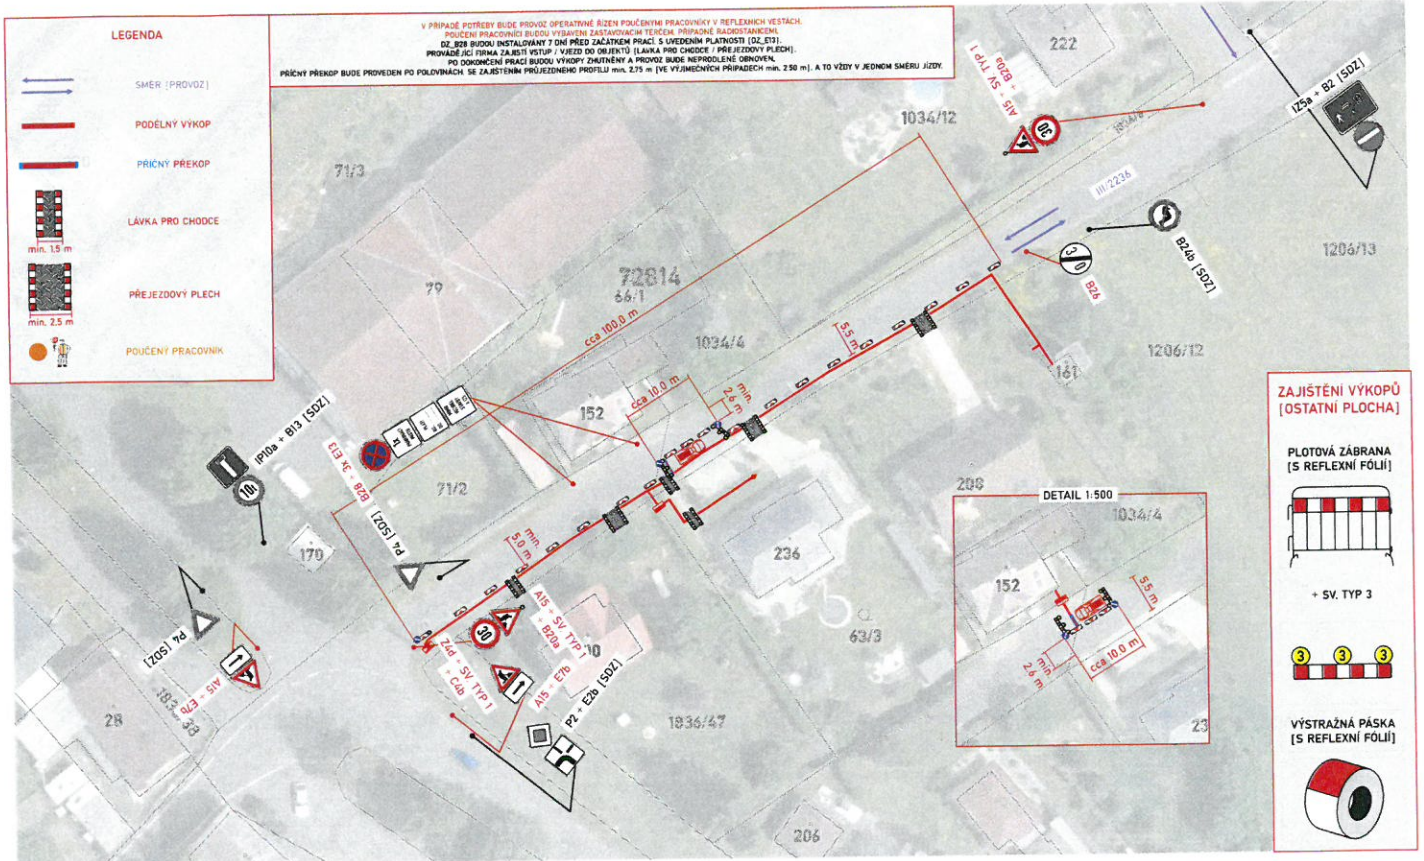 LEGENDA
SMĚR [PROVOZ]
PODÉLNÝ VÝKOP
PŘÍČNÝ PŘEKOP
LÁVKA PRO CHODCE
min. 1,5 m
PŘEJEZDOVÝ PLECH
min. 2,5 m
POUČENÝ PRACOVNÍK
V PŘÍPADĚ POTŘEBY BUDE PROVOZ OPERATIVNĚ ŘÍZEN POUČENÝMI PRACOVNÍKY V REFLEXNÍCH VESTÁCH.
POUČENÍ PRACOVNÍCI BUDOU VYBAVENI ZASTAVOVACÍM TERČEM, PŘÍPADNĚ RADIOSTANICEMI.
DZ_B28 BUDOU INSTALOVÁNY 7 DNÍ PŘED ZAČÁTKEM PRACÍ, S UVEDENÍM PLATNOSTI [DZ_E13].
PROVÁDĚJÍCÍ FIRMA ZAJISTÍ VSTUP / VJEZD DO OBJEKTŮ [LÁVKA PRO CHODCE / PŘEJEZDOVÝ PLECH].
PO DOKONČENÍ PRACÍ BUDOU VÝKOPY ZHUTNĚNY A PROVOZ BUDE NEPRODLENĚ OBNOVEN.
PŘÍČNÝ PŘEKOP BUDE PROVEDEN PO POLOVINÁCH, SE ZAJIŠTĚNÍM PRŮJEZDNÉHO PROFILU min. 2,75 m [VE VÝJIMEČNÝCH PŘÍPADECH min. 2,50 m], A TO VŽDY V JEDNOM SMĚRU JÍZDY.
222
1034/12
A15 + SV. TYP 1
+ B20a
30
IZ5a + B2 [SDZ]
71/3
III/2236
B24b [SDZ]
1206/13
3 0
B26
79
72814
66/1
cca 100,0 m
1034/4
5,5 m
1206/12
161
152
cca 10,0 m
min.
2,6 m
B28 + 3x E13
IP10a + B13 [SDZ]
10t
71/2
P4 [SDZ]
170
min.
5,0 m
236
208
63/3
P4 [SDZ]
A15 + E7b
28
30
A15 + SV. TYP 1
+ B20a
Z4d + SV. TYP 1
+ C4b
A15 + E7b
P2 + E2b [SDZ]
1836/47
206
DETAIL 1:500
1034/4
152
5,5 m
min.
2,6 m
cca 10,0 m
23
ZAJIŠTĚNÍ VÝKOPŮ
[OSTATNÍ PLOCHA]
PLOTOVÁ ZÁBRANA
[S REFLEXNÍ FÓLIÍ]
+ SV. TYP 3
3 3 3
VÝSTRAŽNÁ PÁSKA
[S REFLEXNÍ FÓLIÍ]